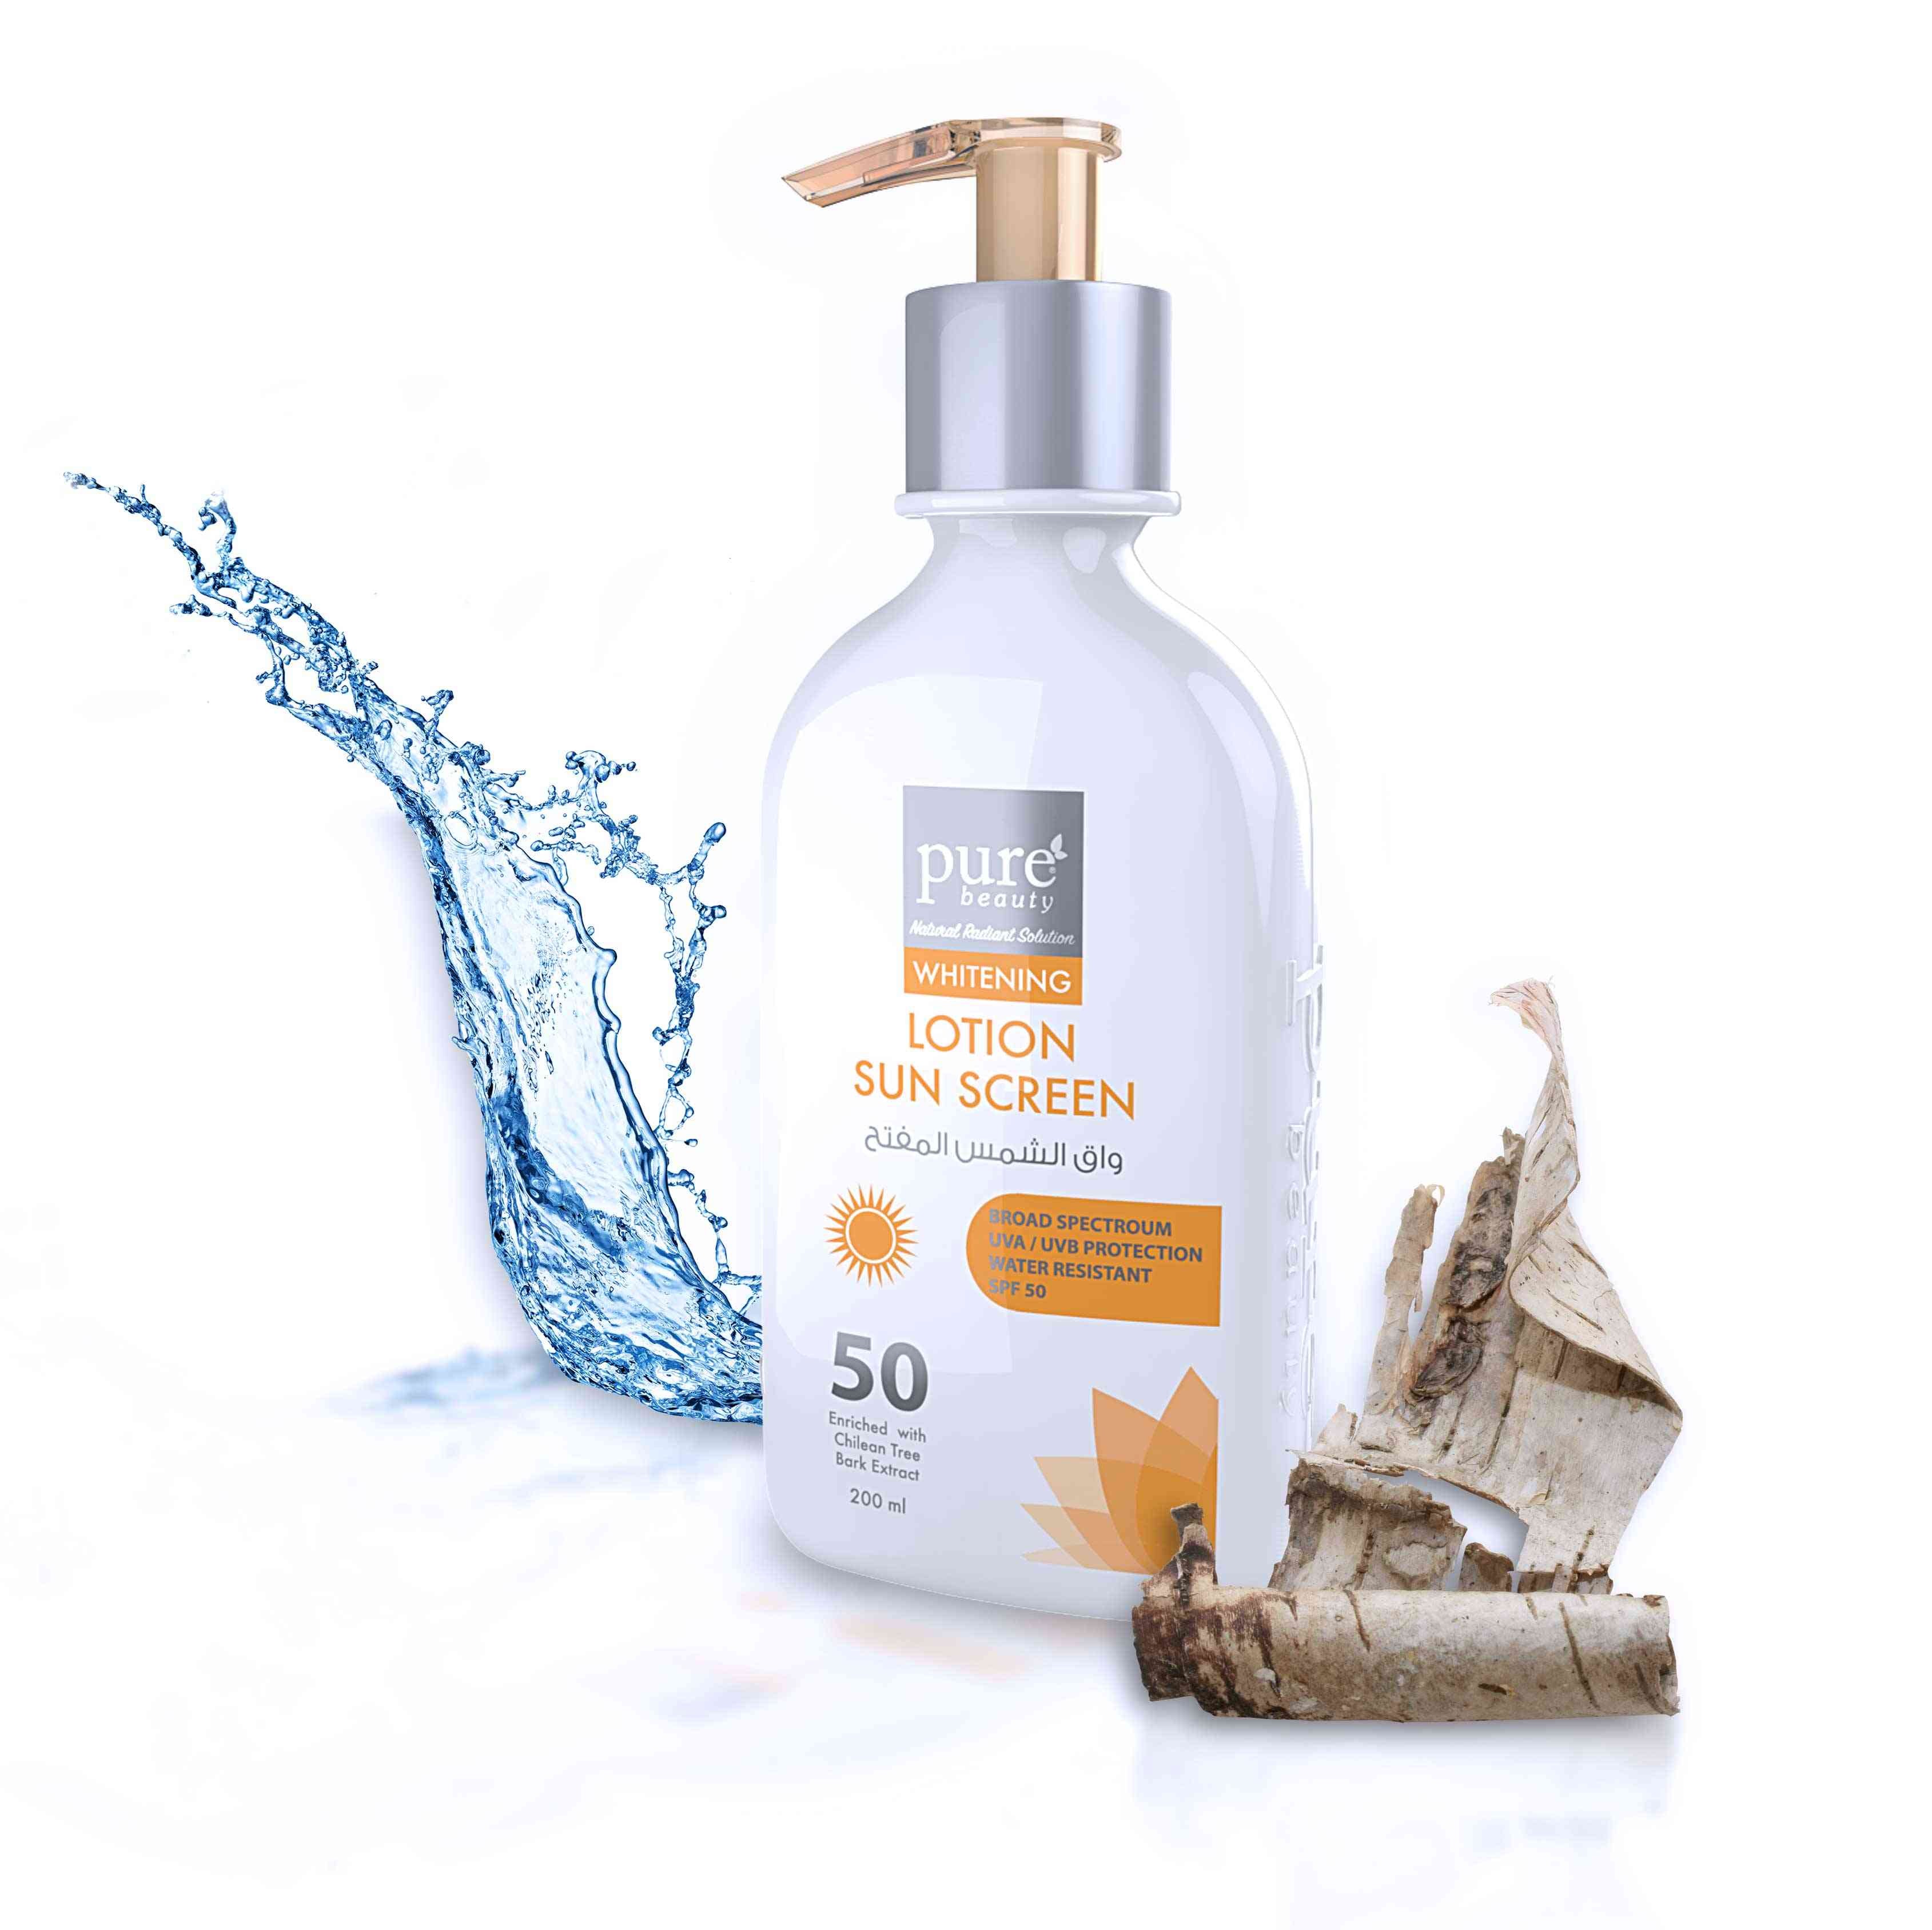 pure
beauty
Natural Radiant Solution
WHITENING
LOTION
SUN SCREEN
واق الشمس المفتح
BROAD SPECTROUM
UVA / UVB PROTECTION
WATER RESISTANT
SPF 50
50
Enriched with
Chilean Tree
Bark Extract
200 ml